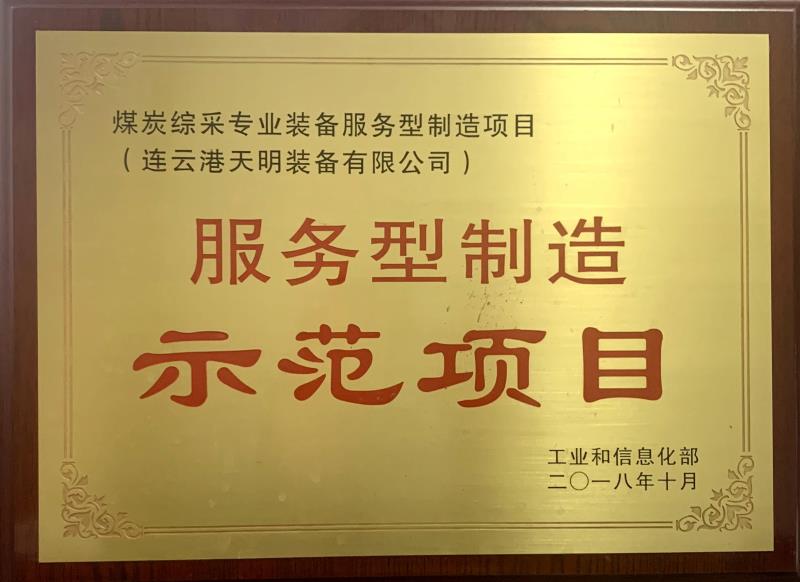 煤炭综采专业装备服务型制造项目
（连云港天明装备有限公司）
服务型制造
示范项目
工业和信息化部
二〇一八年十月